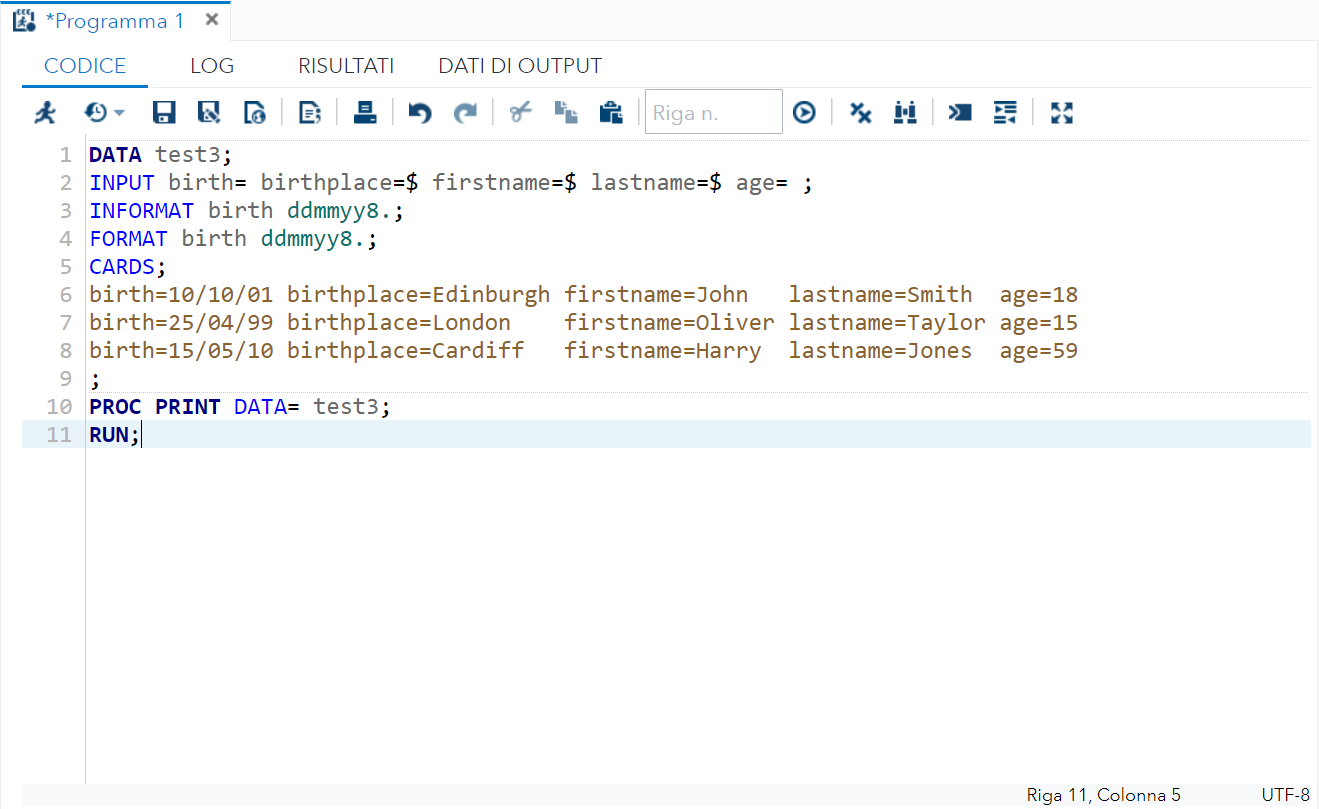 *Programma 1
CODICE LOG RISULTATI DATI DI OUTPUT
Riga n.
1 DATA test3;
2 INPUT birth= birthplace=$ firstname=$ lastname=$ age= ;
3 INFORMAT birth ddmmyy8.;
4 FORMAT birth ddmmyy8.;
5 CARDS;
6 birth=10/10/01 birthplace=Edinburgh firstname=John   lastname=Smith  age=18
7 birth=25/04/99 birthplace=London    firstname=Oliver lastname=Taylor age=15
8 birth=15/05/10 birthplace=Cardiff   firstname=Harry  lastname=Jones  age=59
9 ;
10 PROC PRINT DATA= test3;
11 RUN;
Riga 11, Colonna 5 UTF-8